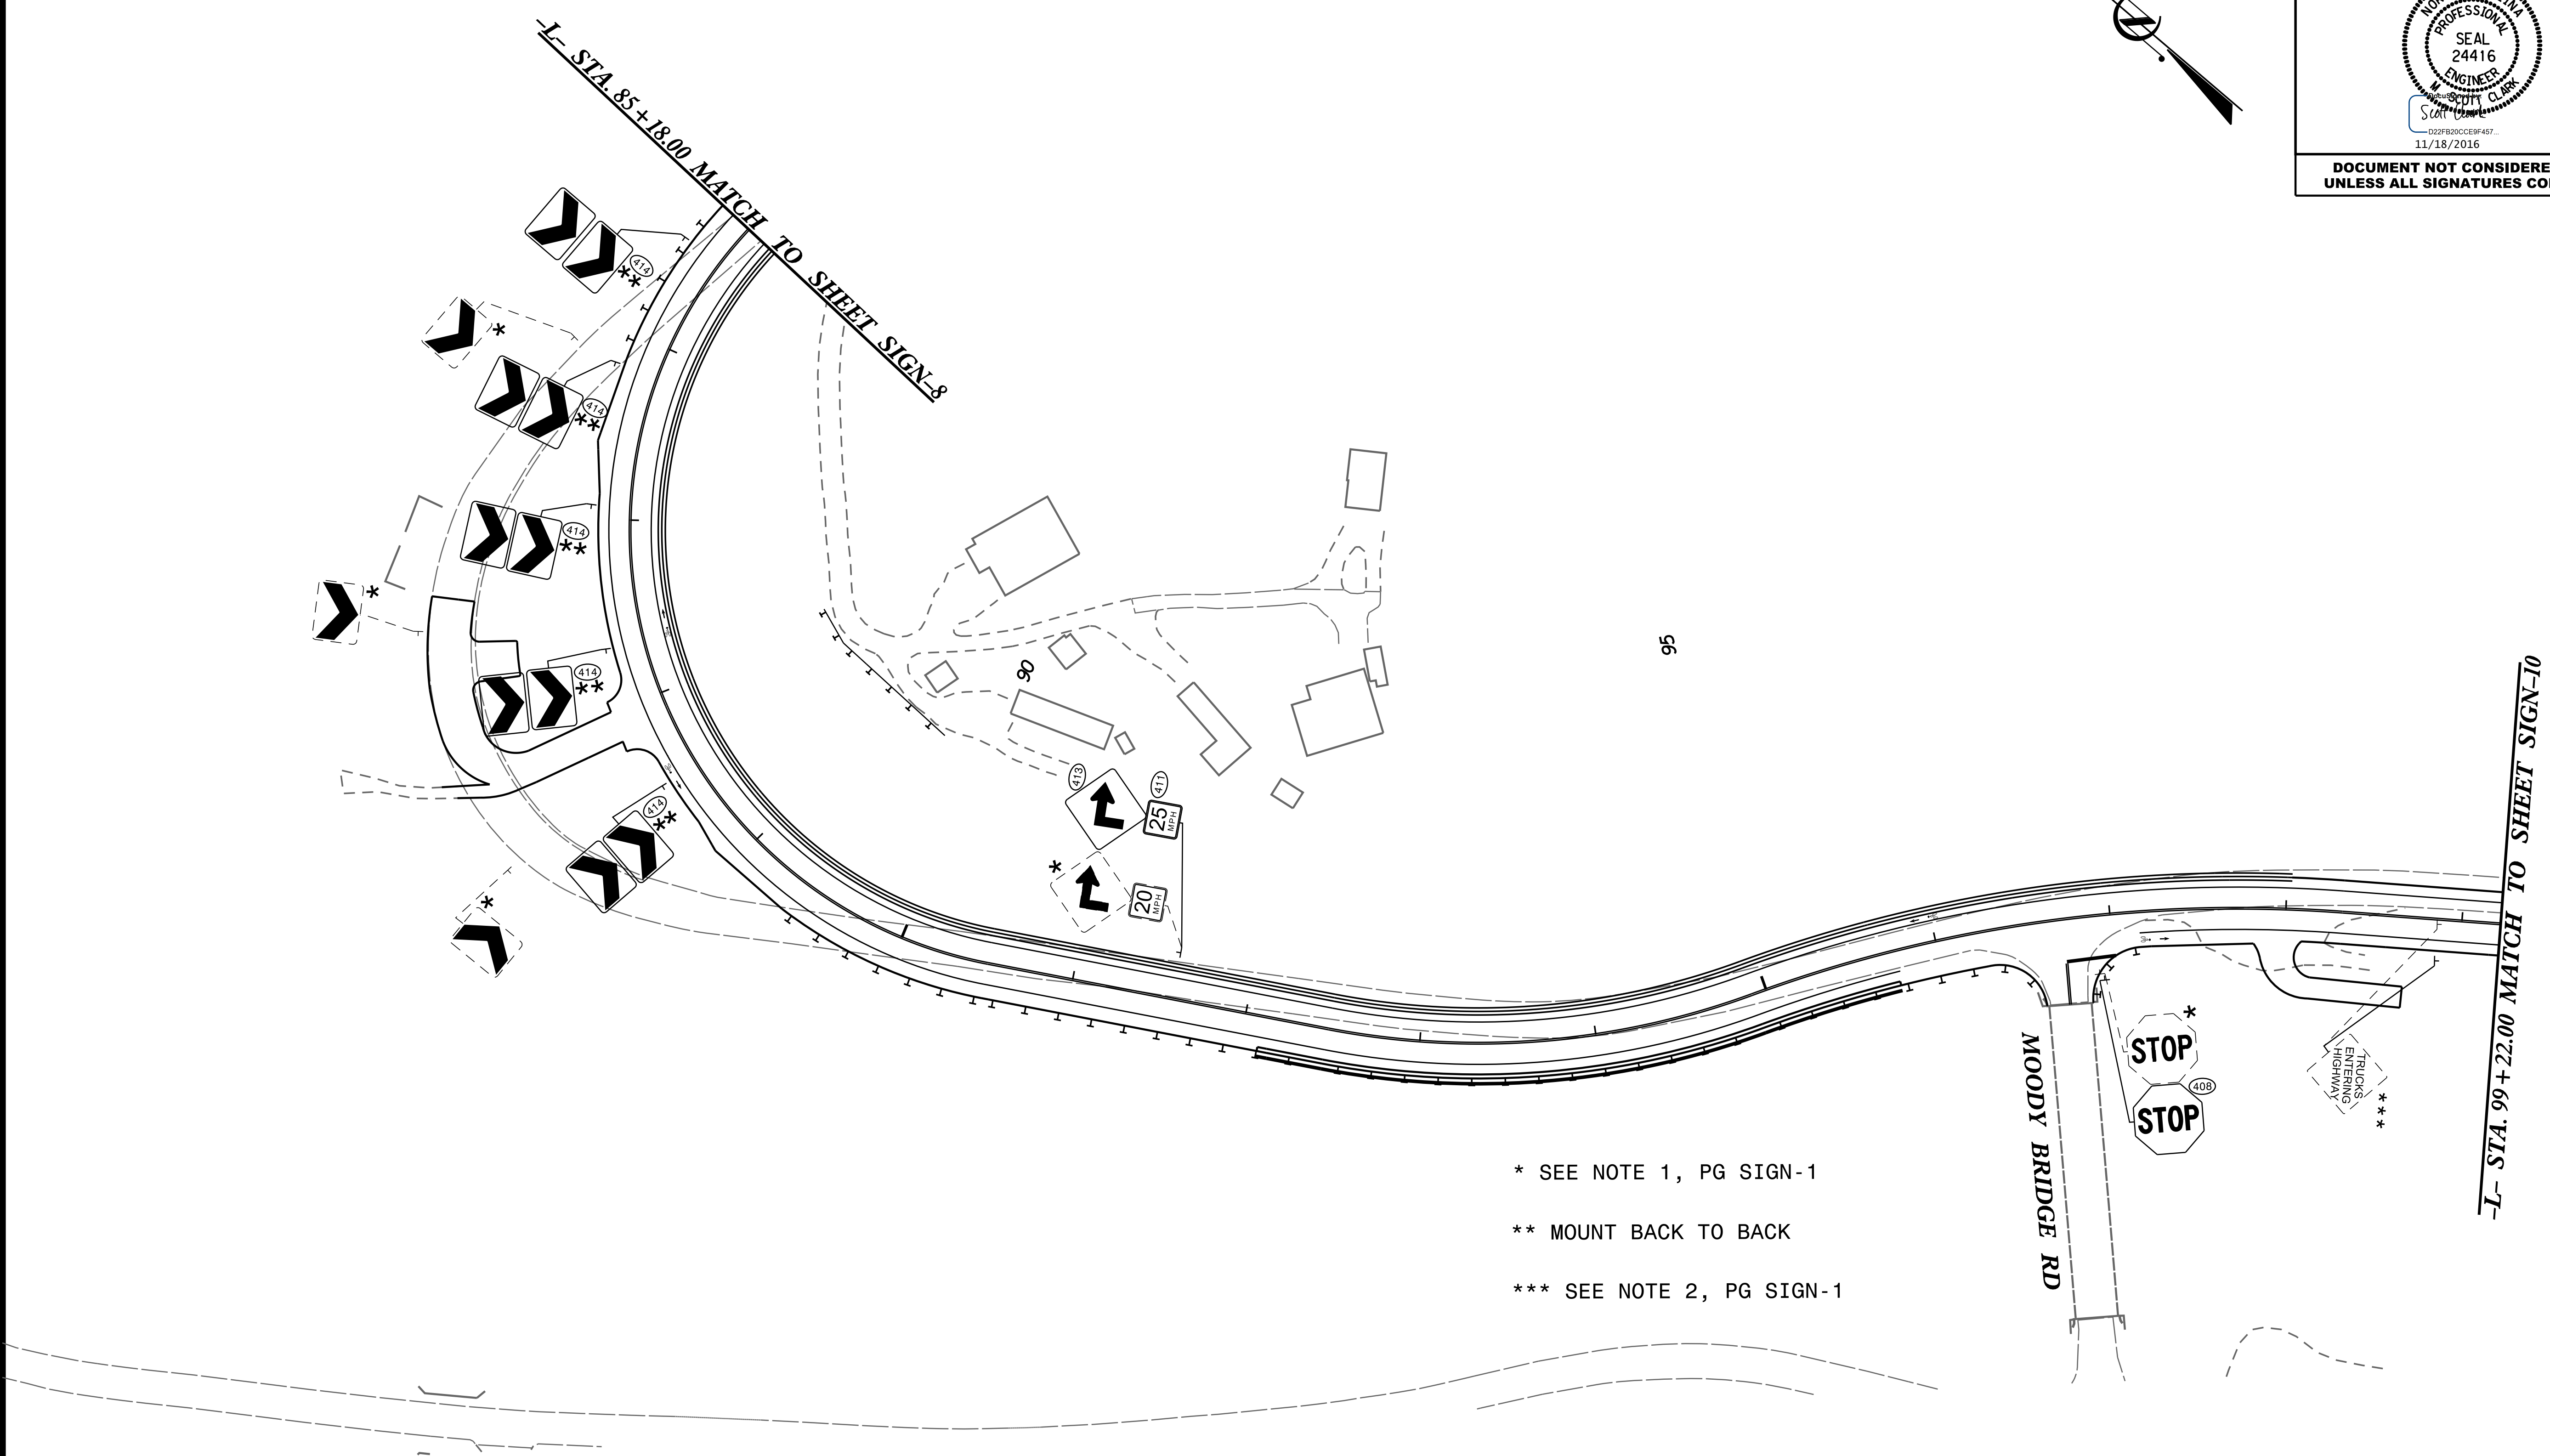 -L- STA. 85+18.00 MATCH TO SHEET SIGN-8
PROFESSIONAL
SEAL
24416
ENGINEER
M. SCOTT CLARK
Scott Clark
D22FB20CCE9F457...
11/18/2016
DOCUMENT NOT CONSIDERE
UNLESS ALL SIGNATURES CO
414
**
*
414
**
414
**
*
414
**
414
**
*
90
95
413
411
25
MPH
*
20
MPH
-L- STA. 99+22.00 MATCH TO SHEET SIGN-10
MOODY BRIDGE RD
*
STOP
408
STOP
TRUCKS
ENTERING
HIGHWAY
***
* SEE NOTE 1, PG SIGN-1
** MOUNT BACK TO BACK
*** SEE NOTE 2, PG SIGN-1